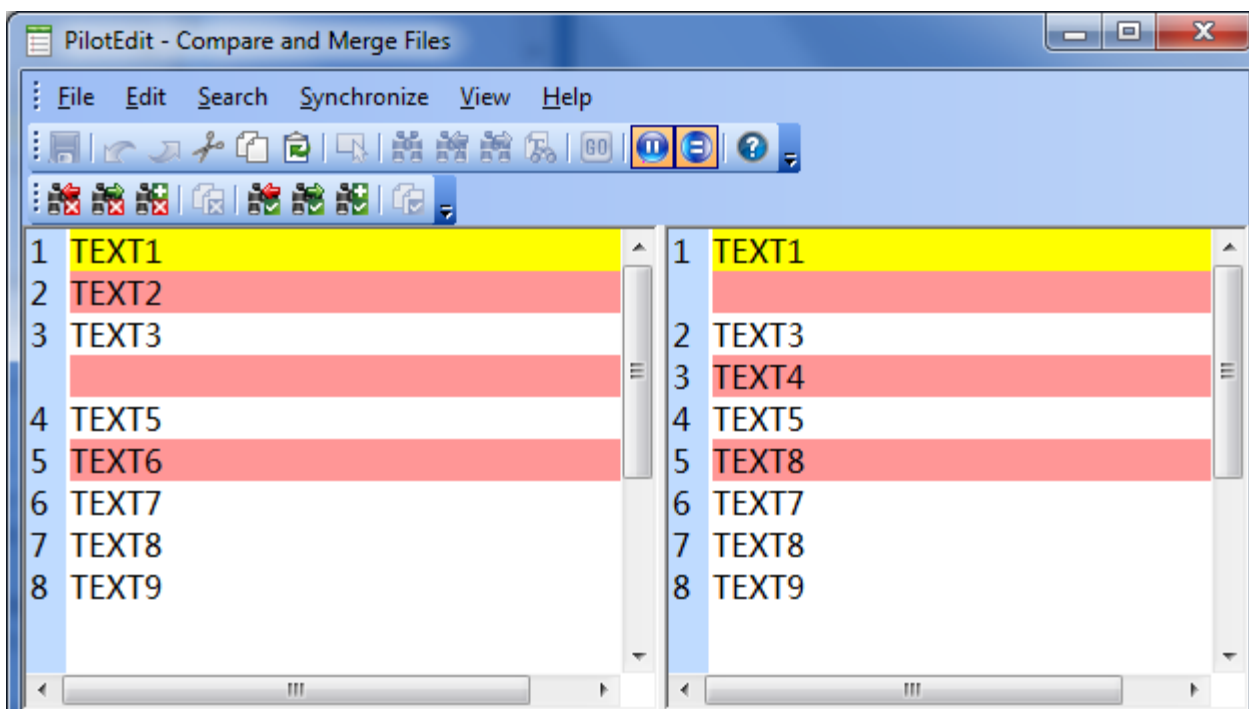 PilotEdit - Compare and Merge Files
File Edit Search Synchronize View Help
GO
1 TEXT1
2 TEXT2
3 TEXT3
4 TEXT5
5 TEXT6
6 TEXT7
7 TEXT8
8 TEXT9
1 TEXT1
2 TEXT3
3 TEXT4
4 TEXT5
5 TEXT8
6 TEXT7
7 TEXT8
8 TEXT9